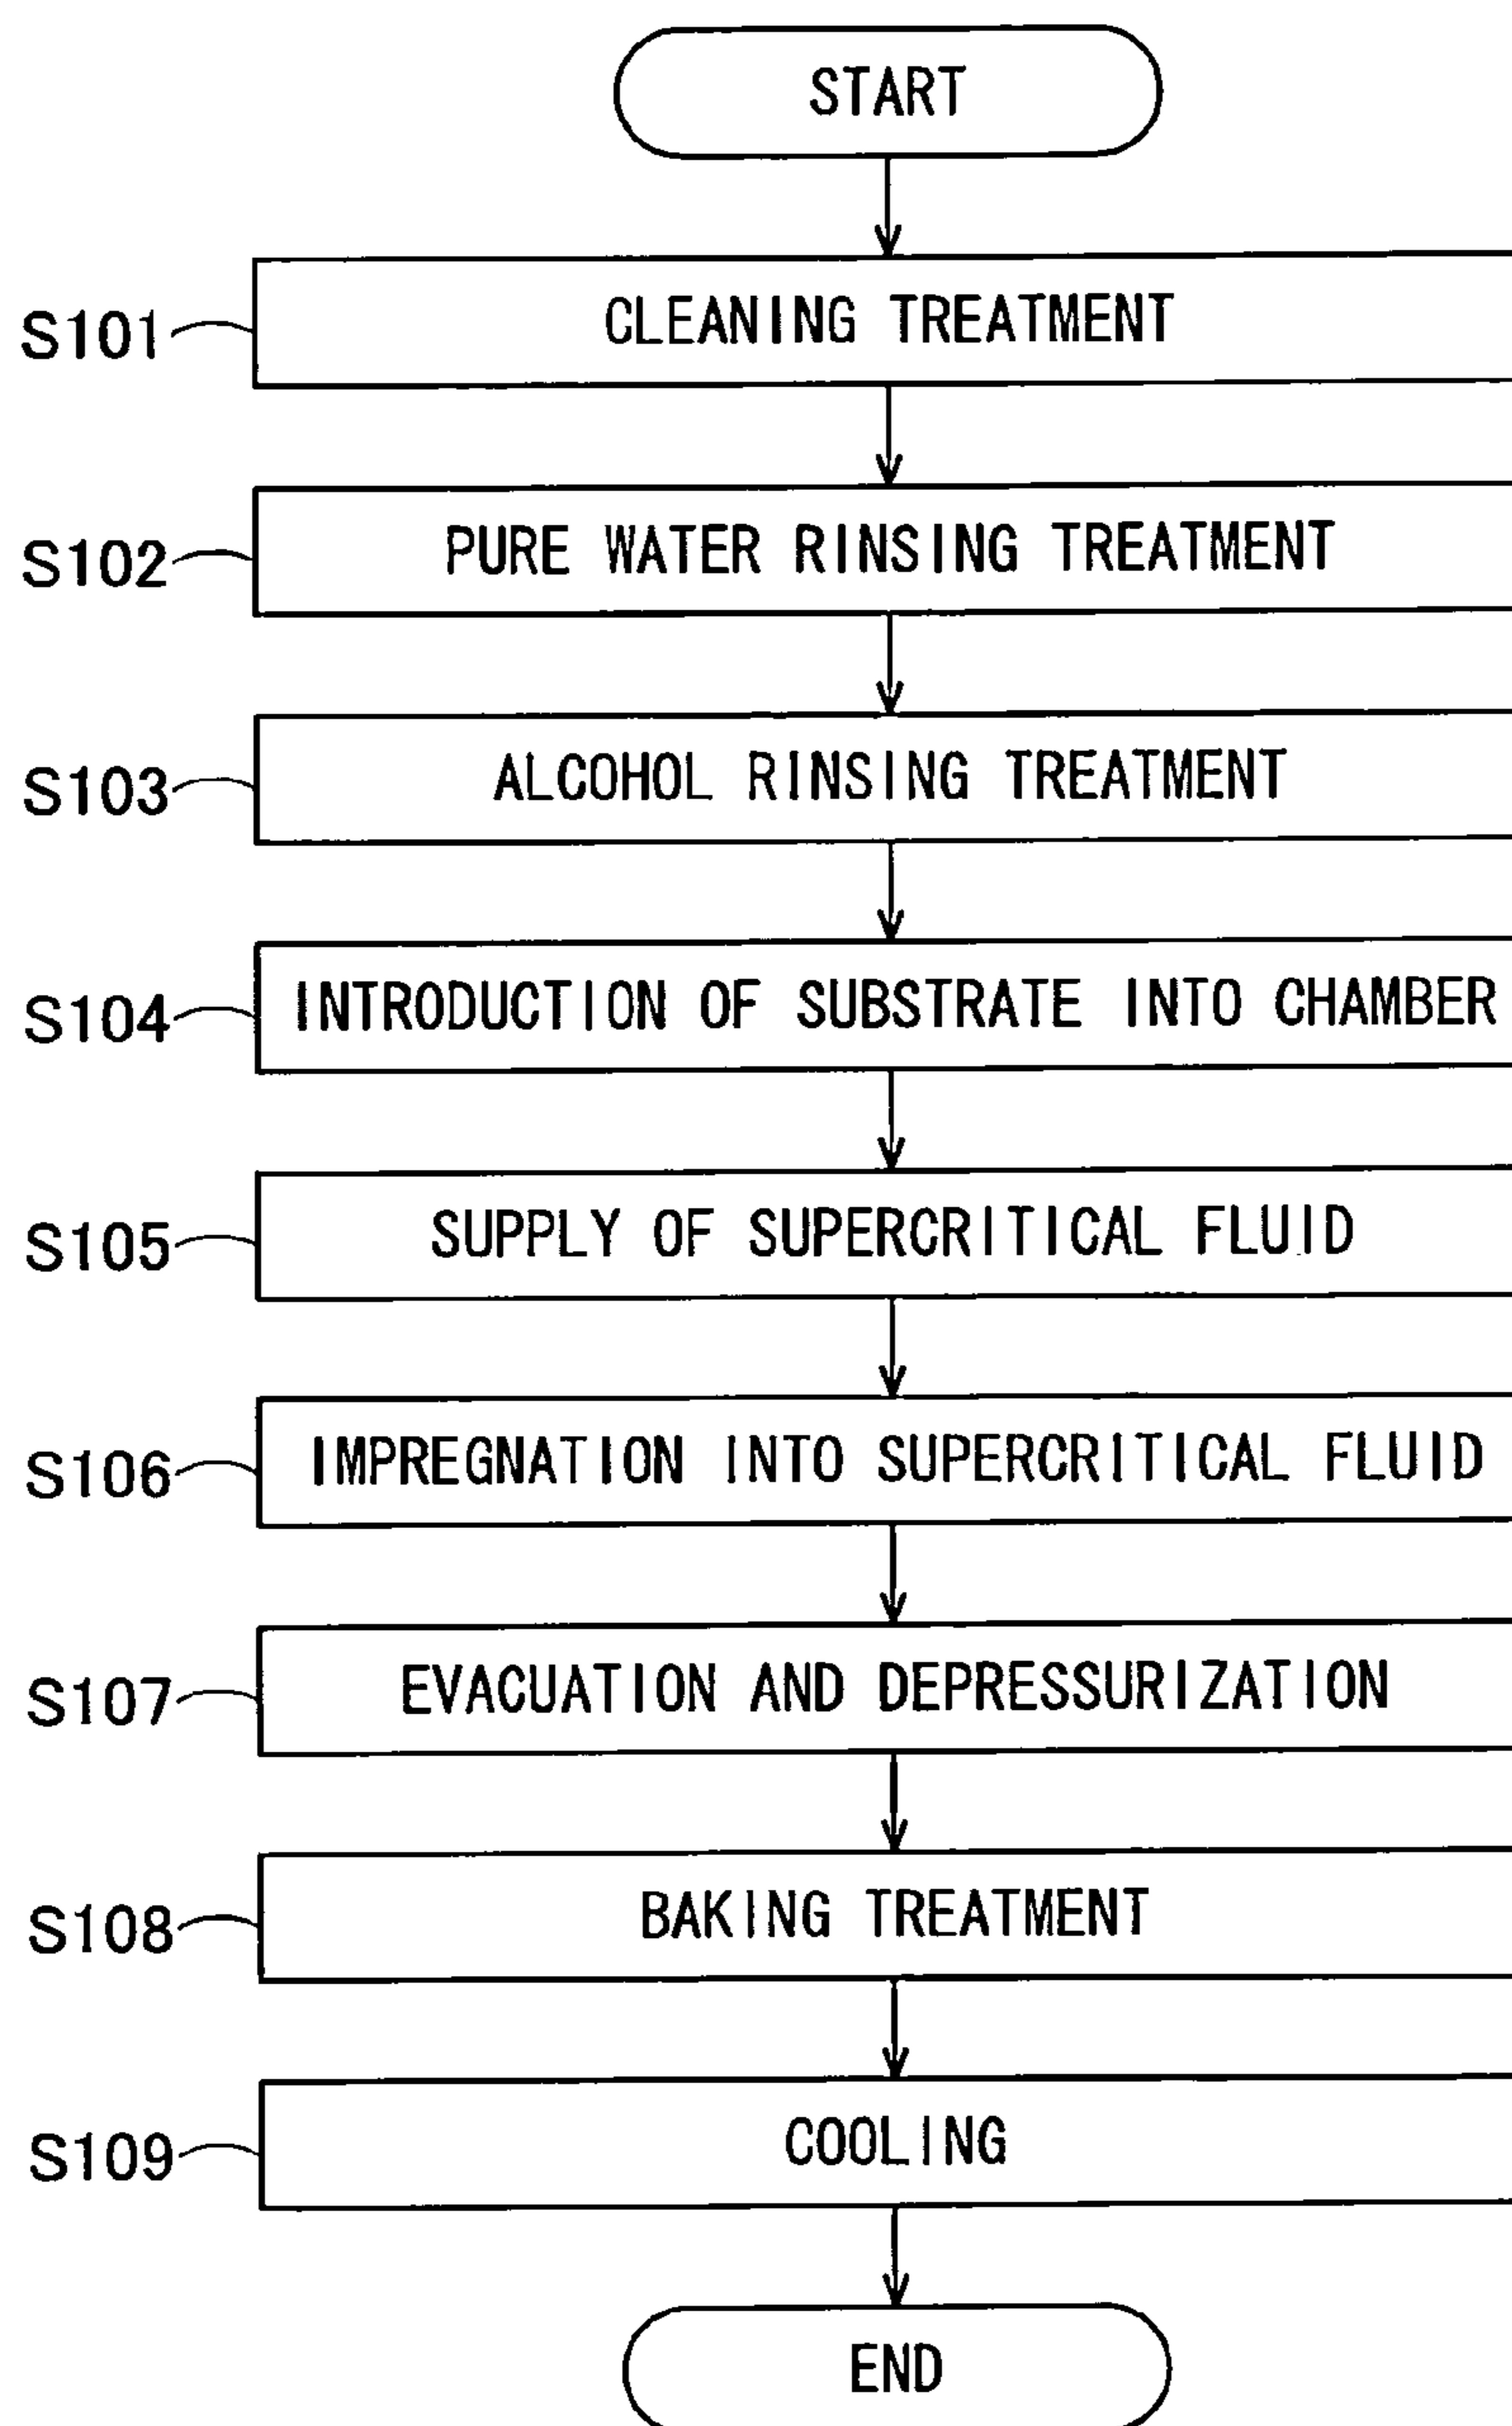 START
S101 CLEANING TREATMENT
S102 PURE WATER RINSING TREATMENT
S103 ALCOHOL RINSING TREATMENT
S104 INTRODUCTION OF SUBSTRATE INTO CHAMBER
S105 SUPPLY OF SUPERCRITICAL FLUID
S106 IMPREGNATION INTO SUPERCRITICAL FLUID
S107 EVACUATION AND DEPRESSURIZATION
S108 BAKING TREATMENT
S109 COOLING
END